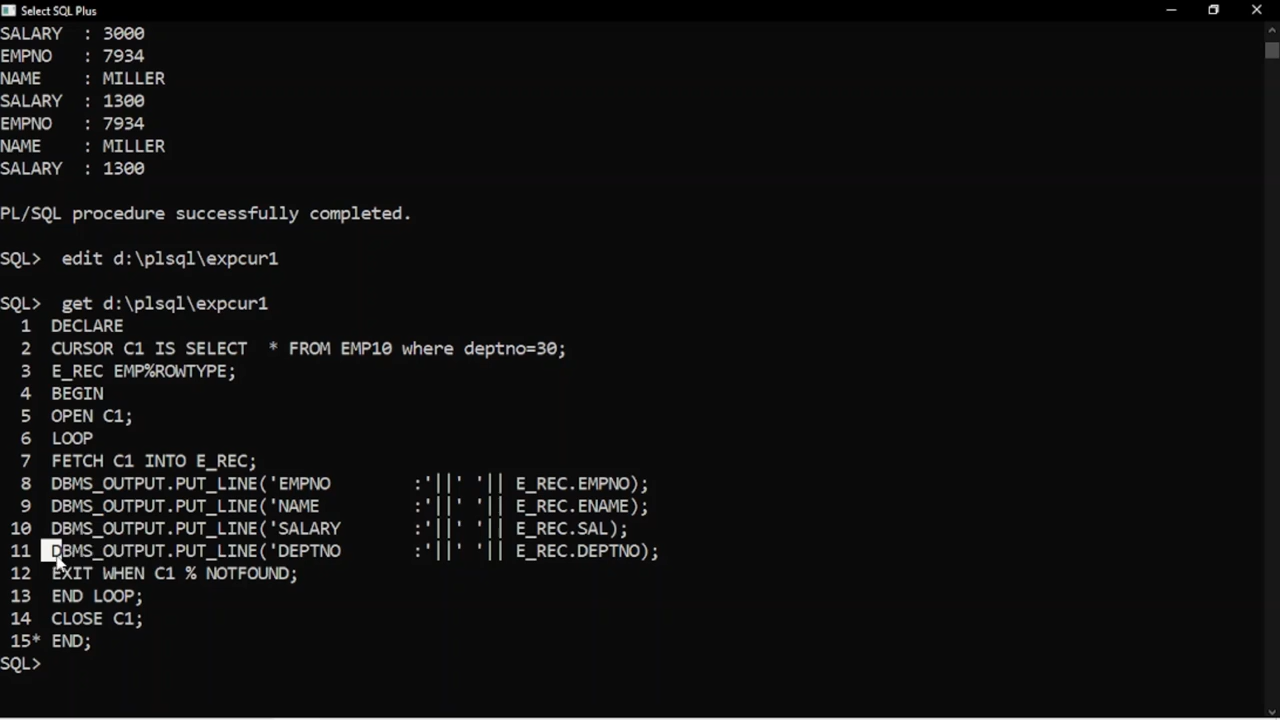 Select SQL Plus
SALARY   : 3000
EMPNO    : 7934
NAME     : MILLER
SALARY   : 1300
EMPNO    : 7934
NAME     : MILLER
SALARY   : 1300
PL/SQL procedure successfully completed.
SQL>  edit d:\plsql\expcur1
SQL>  get d:\plsql\expcur1
  1  DECLARE
  2  CURSOR C1 IS SELECT  * FROM EMP10 where deptno=30;
  3  E_REC EMP%ROWTYPE;
  4  BEGIN
  5  OPEN C1;
  6  LOOP
  7  FETCH C1 INTO E_REC;
  8  DBMS_OUTPUT.PUT_LINE('EMPNO        :'||' '|| E_REC.EMPNO);
  9  DBMS_OUTPUT.PUT_LINE('NAME         :'||' '|| E_REC.ENAME);
 10  DBMS_OUTPUT.PUT_LINE('SALARY       :'||' '|| E_REC.SAL);
 11  DBMS_OUTPUT.PUT_LINE('DEPTNO       :'||' '|| E_REC.DEPTNO);
 12  EXIT WHEN C1 % NOTFOUND;
 13  END LOOP;
 14  CLOSE C1;
 15* END;
SQL>